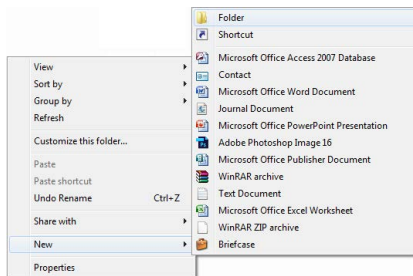 View
Sort by
Group by
Refresh
Customize this folder...
Paste
Paste shortcut
Undo Rename Ctrl+Z
Share with
New
Properties
Folder
Shortcut
Microsoft Office Access 2007 Database
Contact
Microsoft Office Word Document
Journal Document
Microsoft Office PowerPoint Presentation
Adobe Photoshop Image 16
Microsoft Office Publisher Document
WinRAR archive
Text Document
Microsoft Office Excel Worksheet
WinRAR ZIP archive
Briefcase